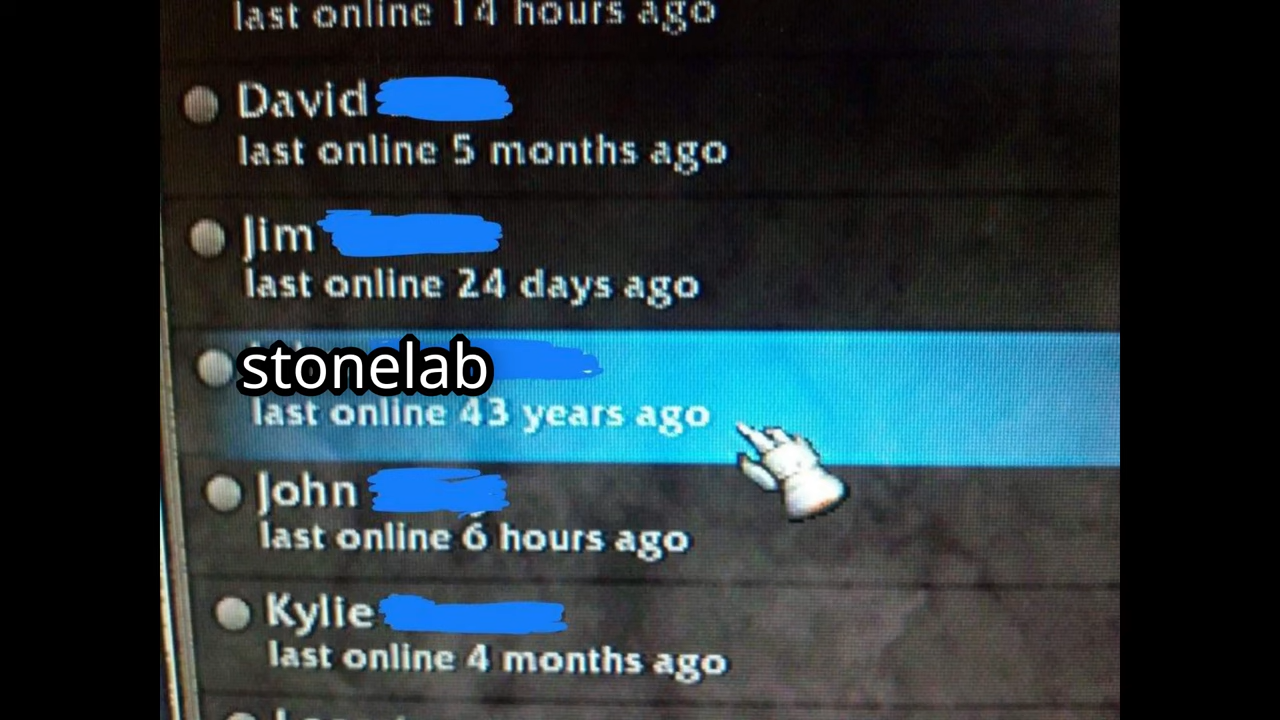 last online 14 hours ago
David
last online 5 months ago
Jim
last online 24 days ago
stonelab
last online 43 years ago
John
last online 6 hours ago
Kylie
last online 4 months ago